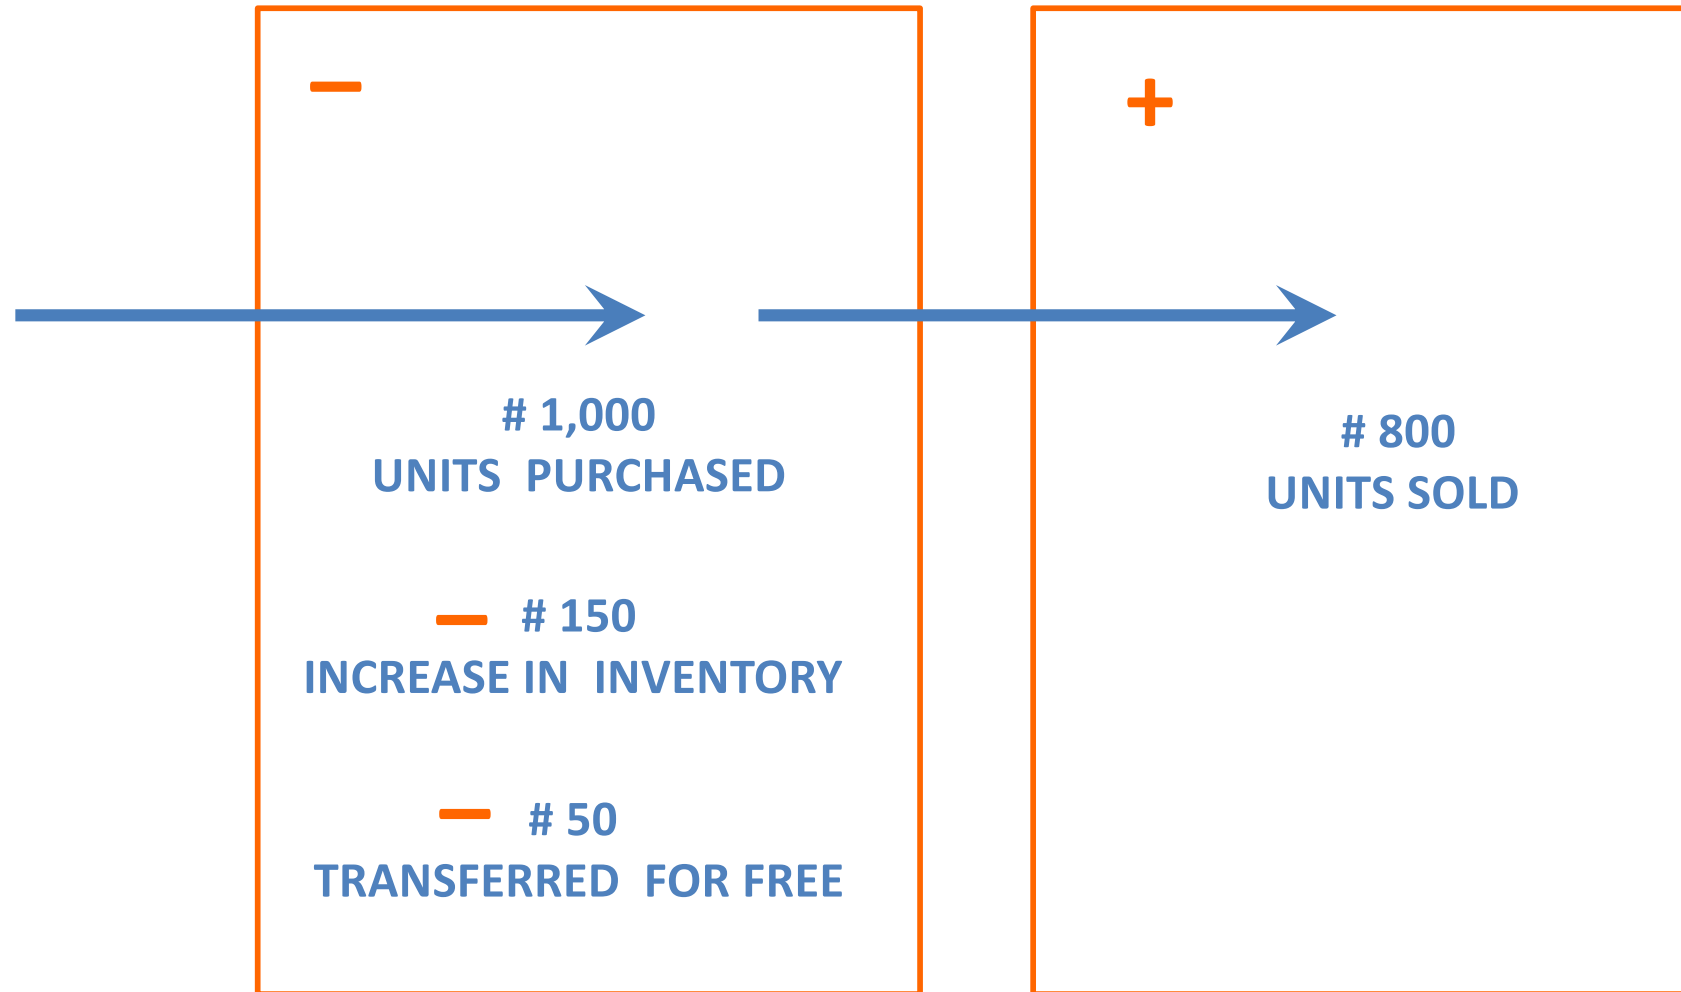 –
+
# 1,000
UNITS PURCHASED
– # 150
INCREASE IN INVENTORY
– # 50
TRANSFERRED FOR FREE
# 800
UNITS SOLD